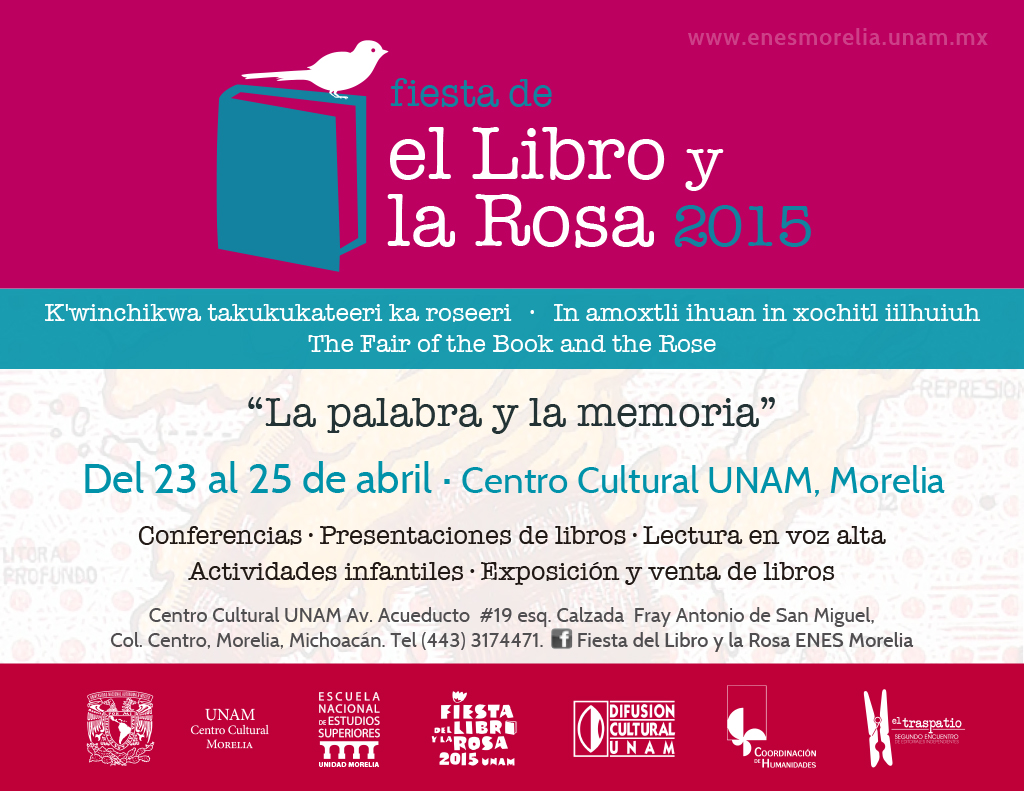 www.enesmorelia.unam.mx
fiesta de
el Libro y
la Rosa 2015
K'winchikwa takukukateeri ka roseeri · In amoxtli ihuan in xochitl iilhuiuh
The Fair of the Book and the Rose
REPRESION
“La palabra y la memoria”
Del 23 al 25 de abril · Centro Cultural UNAM, Morelia
Conferencias · Presentaciones de libros · Lectura en voz alta
LITORAL
PROFUNDO
Actividades infantiles · Exposición y venta de libros
Centro Cultural UNAM Av. Acueducto #19 esq. Calzada Fray Antonio de San Miguel,
Col. Centro, Morelia, Michoacán. Tel (443) 3174471. f Fiesta del Libro y la Rosa ENES Morelia
UNAM
Centro Cultural
MORELIA
ESCUELA
NACIONAL
DE ESTUDIOS
SUPERIORES
UNIDAD MORELIA
FIESTA
DEL LIBRO
Y LA ROSA
2015 UNAM
DIFUSION
CULTURAL
UNAM
COORDINACIÓN
DE HUMANIDADES
el traspatio
SEGUNDO ENCUENTRO